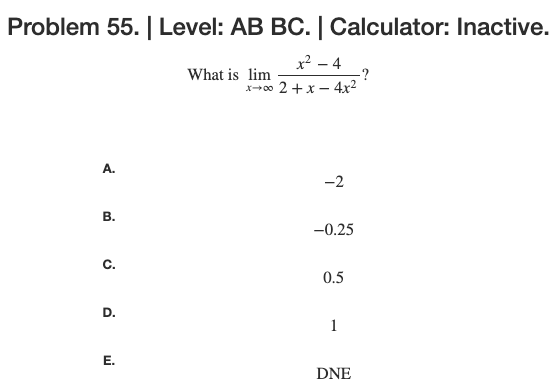 Problem 55. | Level: AB BC. | Calculator: Inactive.
What is lim x→∞ (x² − 4)/(2 + x − 4x²)?
A.
−2
B.
−0.25
C.
0.5
D.
1
E.
DNE